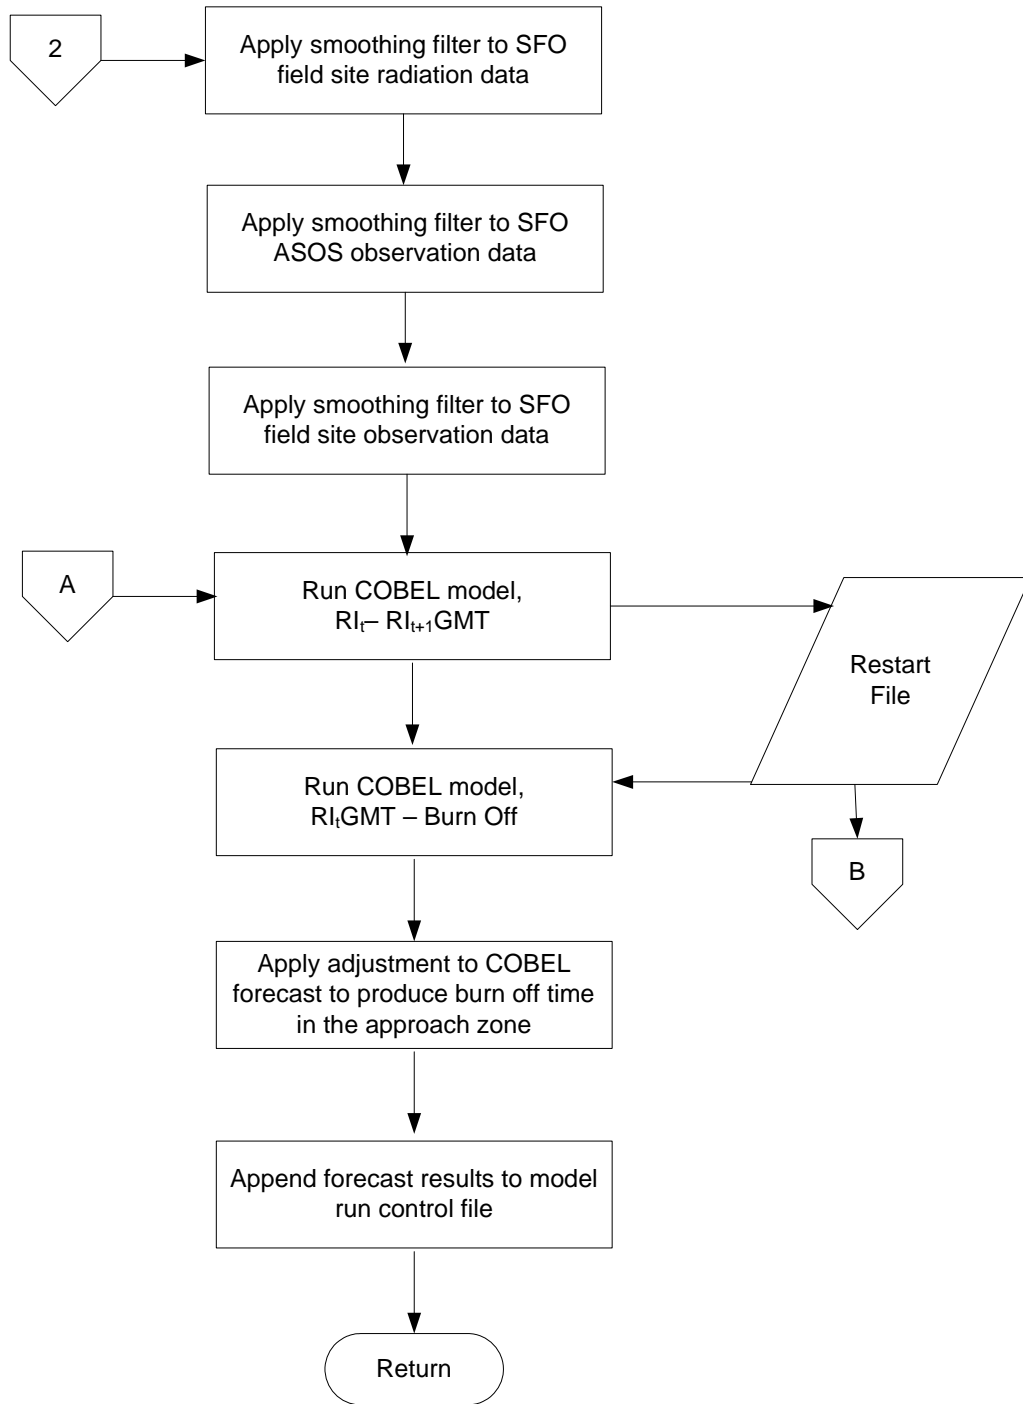 2
Apply smoothing filter to SFO
field site radiation data
Apply smoothing filter to SFO
ASOS observation data
Apply smoothing filter to SFO
field site observation data
A
Run COBEL model,
RIₜ– RIₜ₊₁GMT
Restart
File
Run COBEL model,
RIₜGMT – Burn Off
B
Apply adjustment to COBEL
forecast to produce burn off time
in the approach zone
Append forecast results to model
run control file
Return